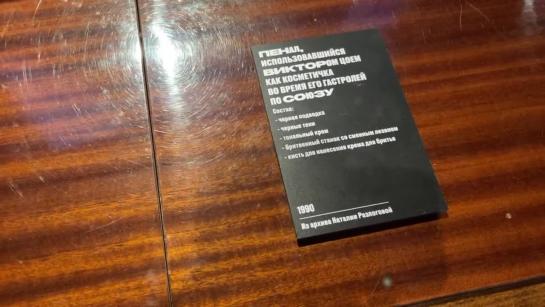 ПЕНАЛ,
ИСПОЛЬЗОВАВШИЙСЯ
ВИКТОРОМ ЦОЕМ
КАК КОСМЕТИЧКА
ВО ВРЕМЯ ЕГО ГАСТРОЛЕЙ
ПО СОЮЗУ
Состав:
- черная подводка
- черные тени
- тональный крем
- бритвенный станок со сменным лезвием
- кисть для нанесения крема для бритья
1990
Из архива Наталии Разлоговой